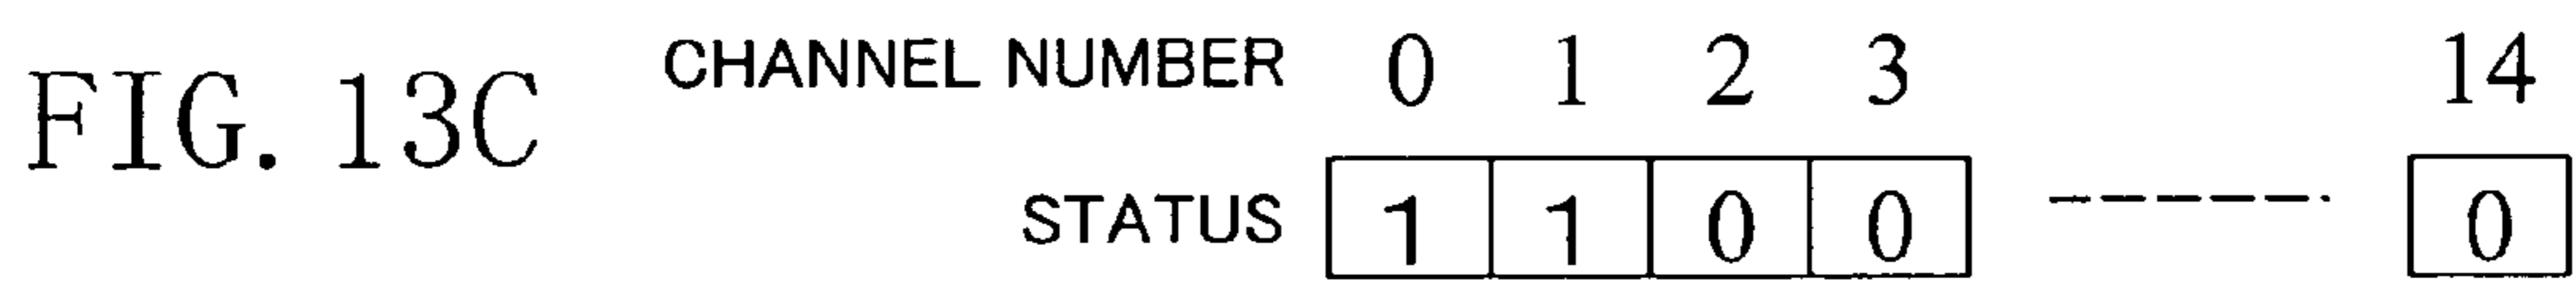 FIG. 13C
CHANNEL NUMBER 0 1 2 3 14
STATUS 1 1 0 0 ------ 0